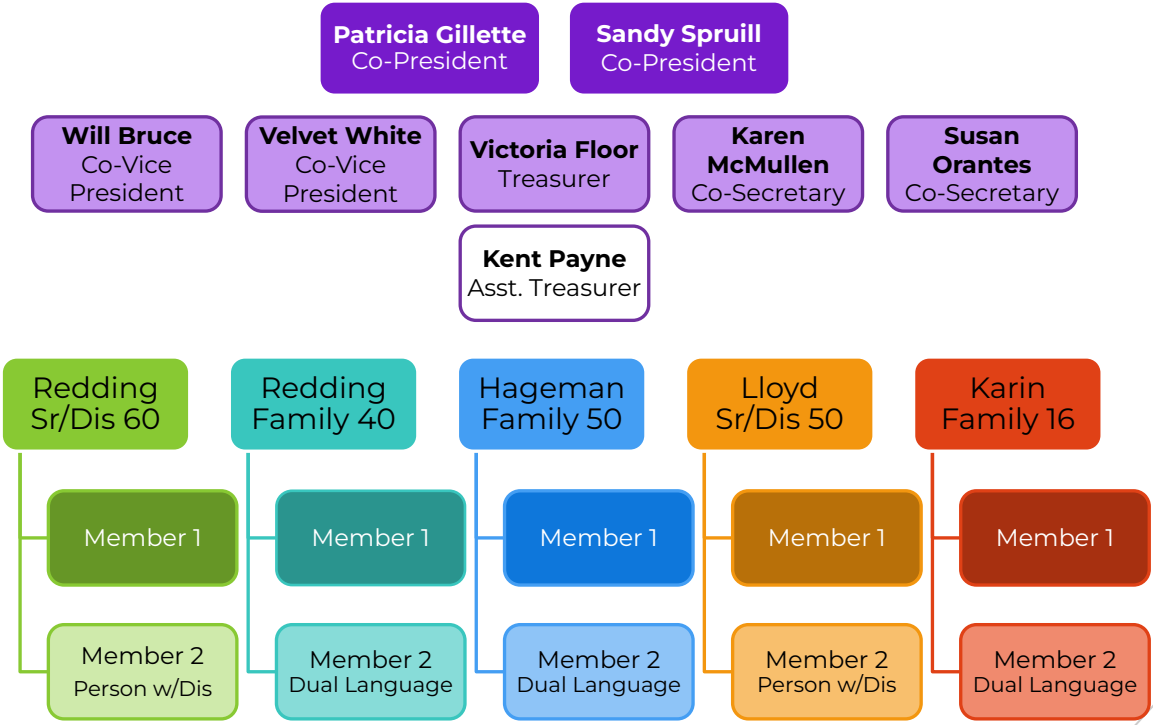 Patricia Gillette
Co-President
Sandy Spruill
Co-President
Will Bruce
Co-Vice
President
Velvet White
Co-Vice
President
Victoria Floor
Treasurer
Karen
McMullen
Co-Secretary
Susan
Orantes
Co-Secretary
Kent Payne
Asst. Treasurer
Redding
Sr/Dis 60
Redding
Family 40
Hageman
Family 50
Lloyd
Sr/Dis 50
Karin
Family 16
Member 1
Member 1
Member 1
Member 1
Member 1
Member 2
Person w/Dis
Member 2
Dual Language
Member 2
Dual Language
Member 2
Person w/Dis
Member 2
Dual Language